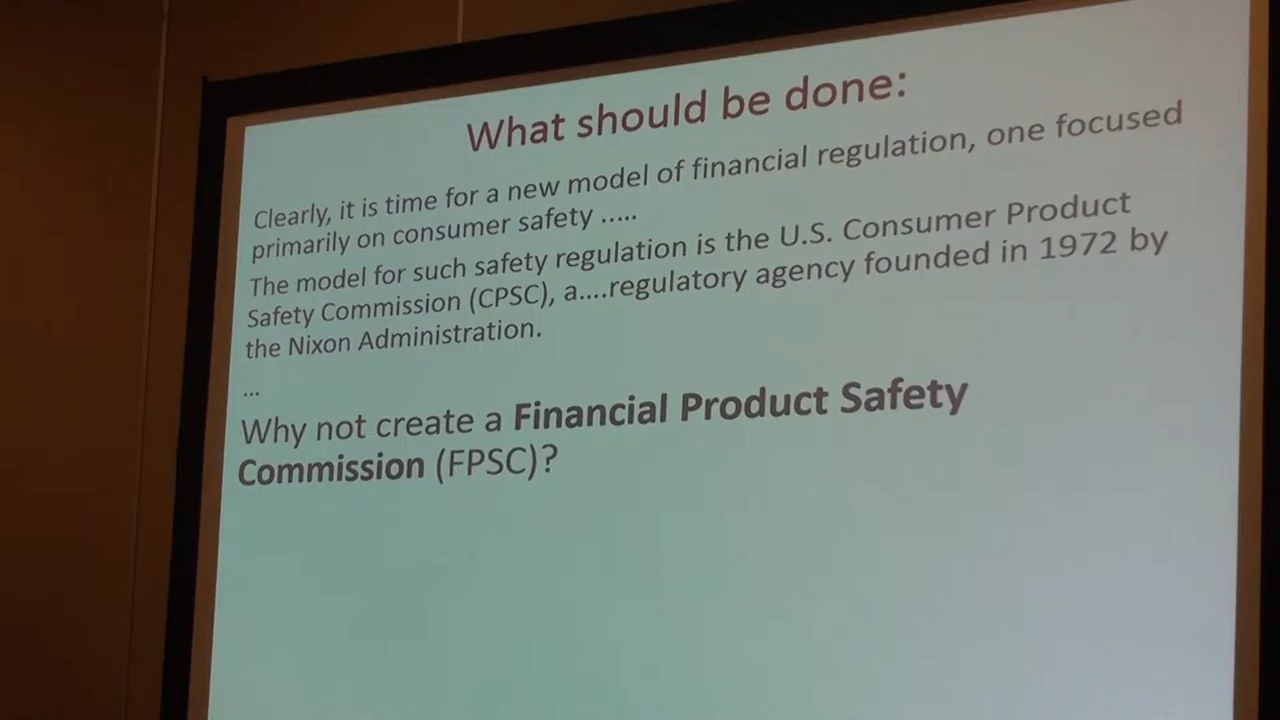 What should be done:
Clearly, it is time for a new model of financial regulation, one focused
primarily on consumer safety .....
The model for such safety regulation is the U.S. Consumer Product
Safety Commission (CPSC), a....regulatory agency founded in 1972 by
the Nixon Administration.
...
Why not create a Financial Product Safety
Commission (FPSC)?